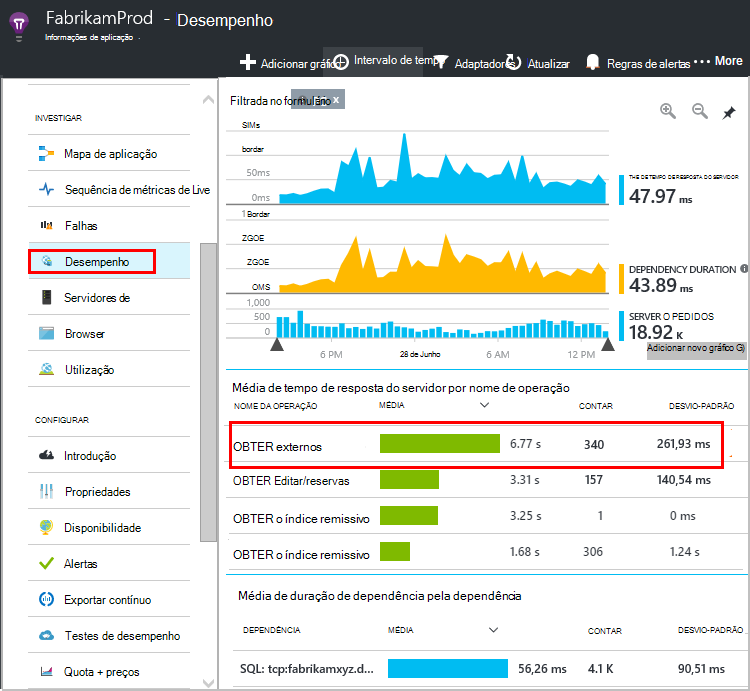 FabrikamProd - Desempenho
Informações de aplicação
Adicionar gráfico
Intervalo de tempo
Adaptadores
Atualizar
Regras de alertas
More
INVESTIGAR
Mapa de aplicação
Sequência de métricas de Live
Falhas
Desempenho
Servidores de
Browser
Utilização
CONFIGURAR
Introdução
Propriedades
Disponibilidade
Alertas
Exportar contínuo
Testes de desempenho
Quota + preços
Filtrada no formulário
x
SIMs
bordar
50ms
0ms
THE DE TEMPO DE RESPOSTA DO SERVIDOR
47.97 ms
1 Bordar
ZGOE
ZGOE
OMS
DEPENDENCY DURATION
43.89 ms
1,000
500
0
SERVER O PEDIDOS
18.92 K
Adicionar novo gráfico G)
6 PM
28 de Junho
6 AM
12 PM
Média de tempo de resposta do servidor por nome de operação
NOME DA OPERAÇÃO MÉDIA CONTAR DESVIO-PADRÃO
OBTER externos 6.77 s 340 261,93 ms
OBTER Editar/reservas 3.31 s 157 140,54 ms
OBTER o índice remissivo 3.25 s 1 0 ms
OBTER o índice remissivo 1.68 s 306 1.24 s
Média de duração de dependência pela dependência
DEPENDÊNCIA MÉDIA CONTAR DESVIO-PADRÃO
SQL: tcp:fabrikamxyz.d... 56,26 ms 4.1 K 90,51 ms